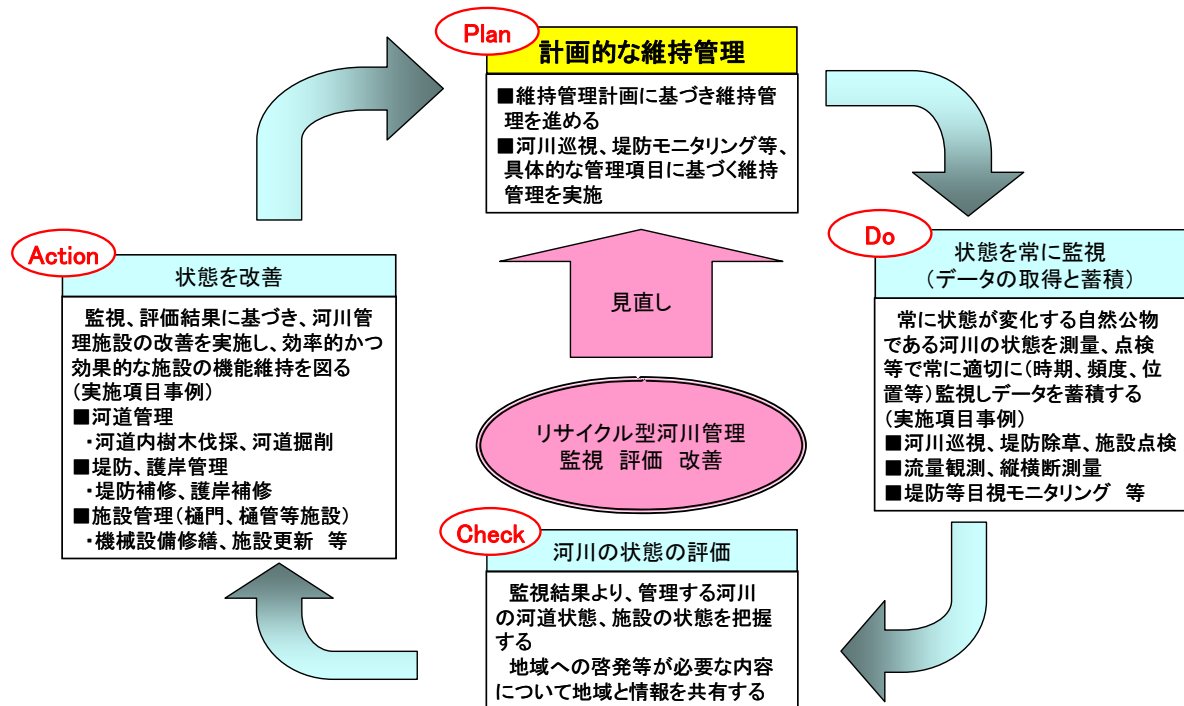 Plan
計画的な維持管理
■維持管理計画に基づき維持管
理を進める
■河川巡視、堤防モニタリング等、
具体的な管理項目に基づく維持
管理を実施
Do
状態を常に監視
（データの取得と蓄積）
常に状態が変化する自然公物
である河川の状態を測量、点検
等で常に適切に（時期、頻度、位
置等）監視しデータを蓄積する
（実施項目事例）
■河川巡視、堤防除草、施設点検
■流量観測、縦横断測量
■堤防等目視モニタリング　等
Check
河川の状態の評価
監視結果より、管理する河川
の河道状態、施設の状態を把握
する
地域への啓発等が必要な内容
について地域と情報を共有する
Action
状態を改善
監視、評価結果に基づき、河川管
理施設の改善を実施し、効率的かつ
効果的な施設の機能維持を図る
（実施項目事例）
■河道管理
・河道内樹木伐採、河道掘削
■堤防、護岸管理
・堤防補修、護岸補修
■施設管理（樋門、樋管等施設）
・機械設備修繕、施設更新　等
見直し
リサイクル型河川管理
監視　評価　改善